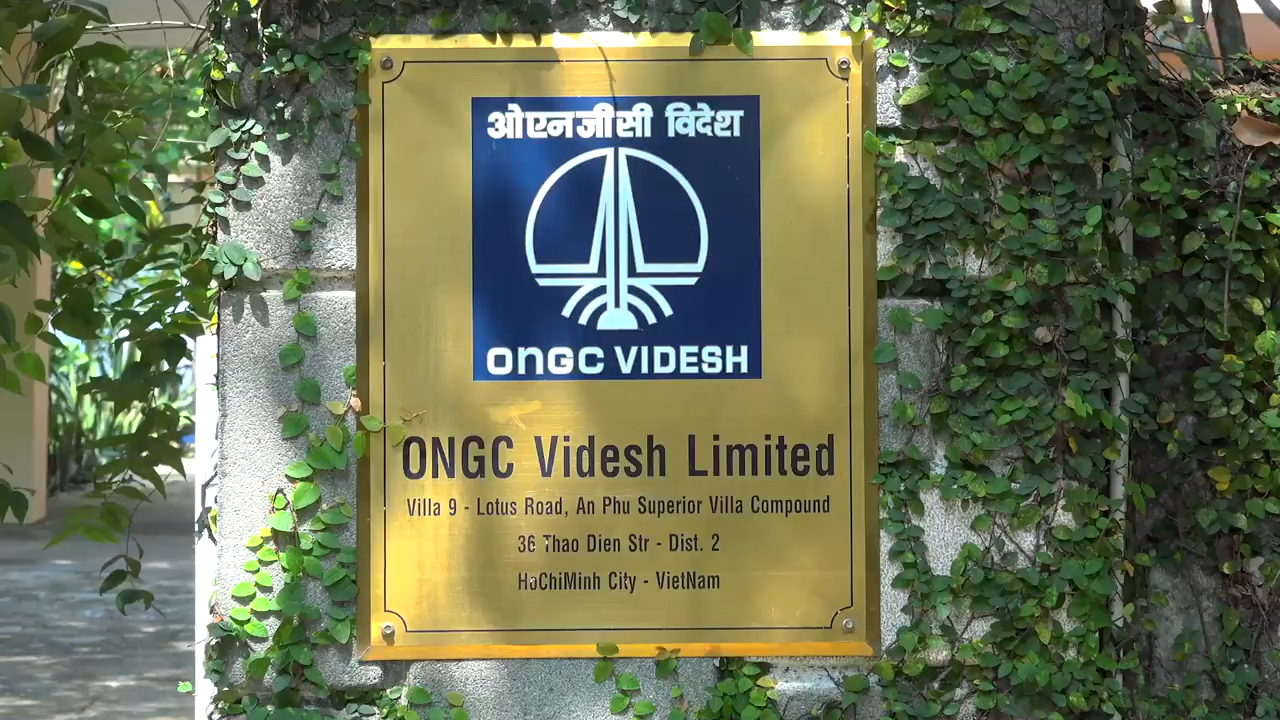 ओएनजीसी विदेश
ONGC VIDESH
ONGC Videsh Limited
Villa 9 - Lotus Road, An Phu Superior Villa Compound
36 Thao Dien Str - Dist. 2
HoChiMinh City - VietNam